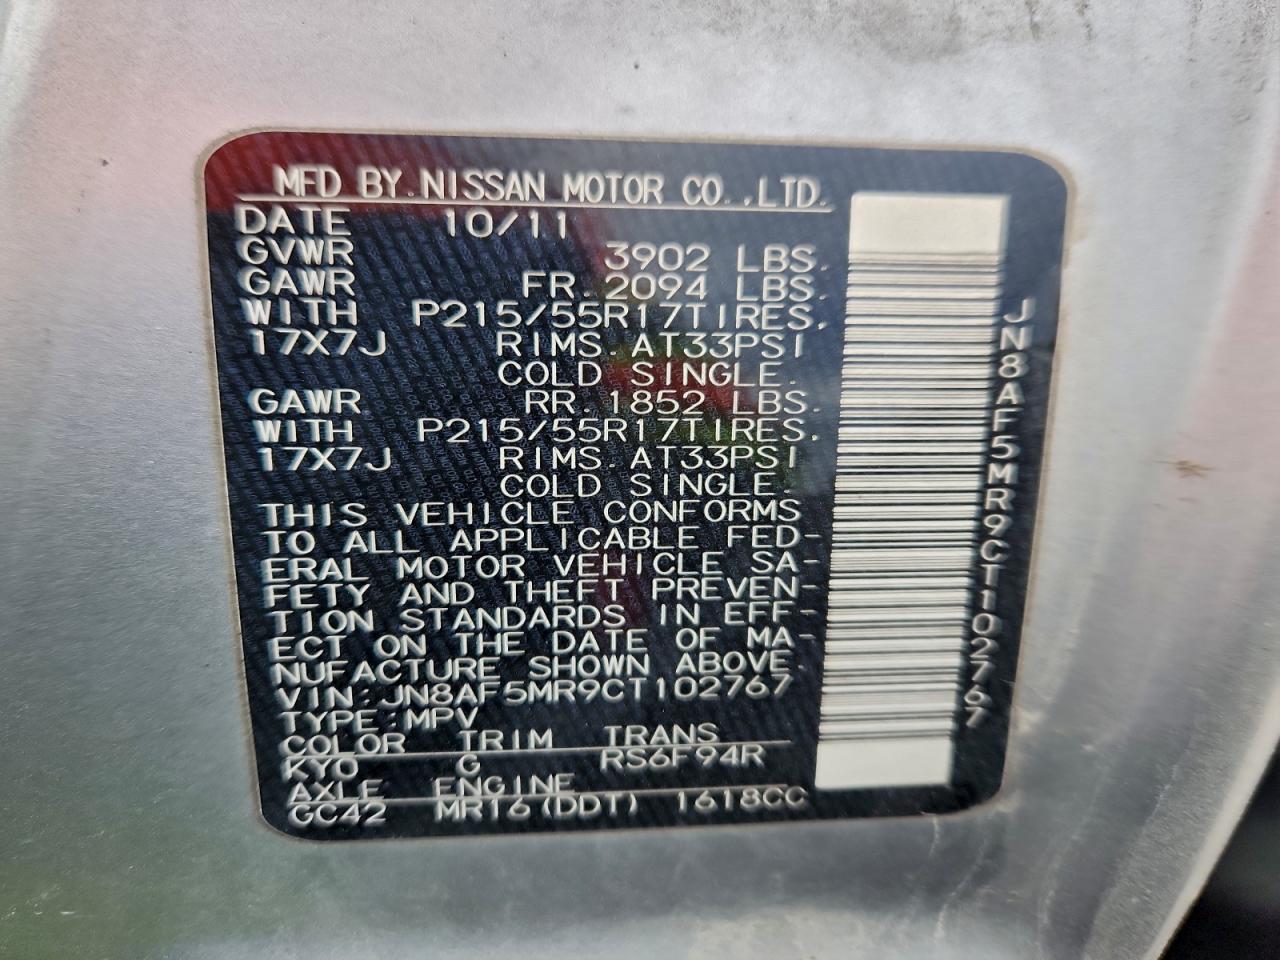 MFD BY.NISSAN MOTOR CO.,LTD.
DATE 10/11
GVWR 3902 LBS.
GAWR FR.2094 LBS.
WITH P215/55R17TIRES.
17X7J RIMS.AT33PSI
COLD SINGLE.
GAWR RR.1852 LBS.
WITH P215/55R17TIRES.
17X7J RIMS.AT33PSI
COLD SINGLE.
THIS VEHICLE CONFORMS
TO ALL APPLICABLE FED-
ERAL MOTOR VEHICLE SA-
FETY AND THEFT PREVEN-
TION STANDARDS IN EFF-
ECT ON THE DATE OF MA-
NUFACTURE SHOWN ABOVE.
VIN:JN8AF5MR9CT102767
TYPE:MPV
COLOR TRIM TRANS
KYO G RS6F94R
AXLE ENGINE
GC42 MR16(DDT) 1618CC
JN8AF5MR9CT102767